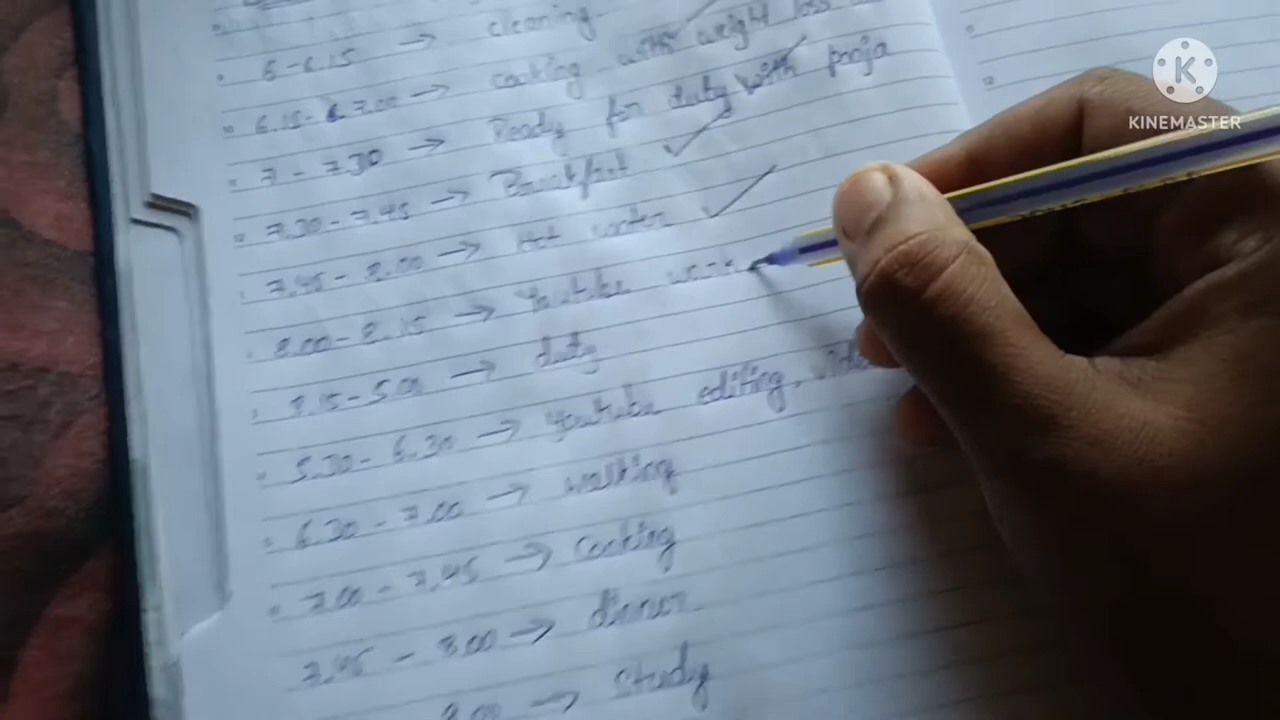 6-6.15 → cleaning
6.15-7.00 → cooking with weight loss
7-7.30 → Ready for duty with pooja
7.30-7.45 → Breakfast
7.45-8.00 → Hot water
8.00-8.15 → Youtube work
8.15-5.00 → duty
5.30-6.30 → Youtube editing,
6.30-7.00 → walking
7.00-7.45 → Cooking
7.45-8.00 → dinner
→ Study
K
KINEMASTER